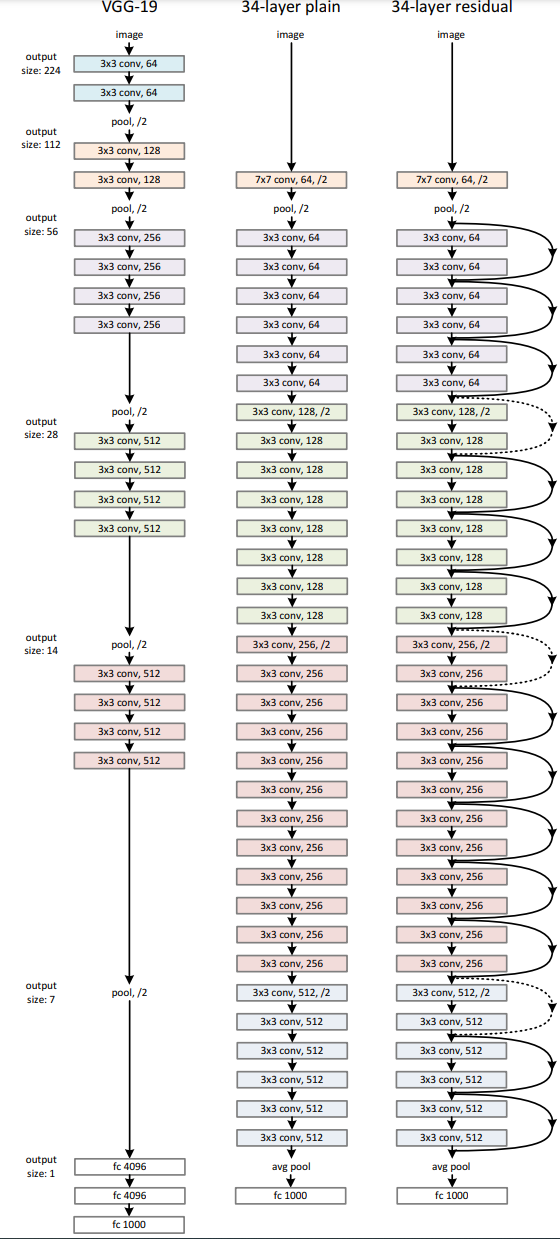 VGG-19
image
output
size: 224
3x3 conv, 64
3x3 conv, 64
pool, /2
output
size: 112
3x3 conv, 128
3x3 conv, 128
pool, /2
output
size: 56
3x3 conv, 256
3x3 conv, 256
3x3 conv, 256
3x3 conv, 256
pool, /2
output
size: 28
3x3 conv, 512
3x3 conv, 512
3x3 conv, 512
3x3 conv, 512
pool, /2
output
size: 14
3x3 conv, 512
3x3 conv, 512
3x3 conv, 512
3x3 conv, 512
output
size: 7
pool, /2
output
size: 1
fc 4096
fc 4096
fc 1000
34-layer plain
image
7x7 conv, 64, /2
pool, /2
3x3 conv, 64
3x3 conv, 64
3x3 conv, 64
3x3 conv, 64
3x3 conv, 64
3x3 conv, 64
3x3 conv, 128, /2
3x3 conv, 128
3x3 conv, 128
3x3 conv, 128
3x3 conv, 128
3x3 conv, 128
3x3 conv, 128
3x3 conv, 128
3x3 conv, 256, /2
3x3 conv, 256
3x3 conv, 256
3x3 conv, 256
3x3 conv, 256
3x3 conv, 256
3x3 conv, 256
3x3 conv, 256
3x3 conv, 256
3x3 conv, 256
3x3 conv, 256
3x3 conv, 256
3x3 conv, 512, /2
3x3 conv, 512
3x3 conv, 512
3x3 conv, 512
3x3 conv, 512
3x3 conv, 512
avg pool
fc 1000
34-layer residual
image
7x7 conv, 64, /2
pool, /2
3x3 conv, 64
3x3 conv, 64
3x3 conv, 64
3x3 conv, 64
3x3 conv, 64
3x3 conv, 64
3x3 conv, 128, /2
3x3 conv, 128
3x3 conv, 128
3x3 conv, 128
3x3 conv, 128
3x3 conv, 128
3x3 conv, 128
3x3 conv, 128
3x3 conv, 256, /2
3x3 conv, 256
3x3 conv, 256
3x3 conv, 256
3x3 conv, 256
3x3 conv, 256
3x3 conv, 256
3x3 conv, 256
3x3 conv, 256
3x3 conv, 256
3x3 conv, 256
3x3 conv, 256
3x3 conv, 512, /2
3x3 conv, 512
3x3 conv, 512
3x3 conv, 512
3x3 conv, 512
3x3 conv, 512
avg pool
fc 1000